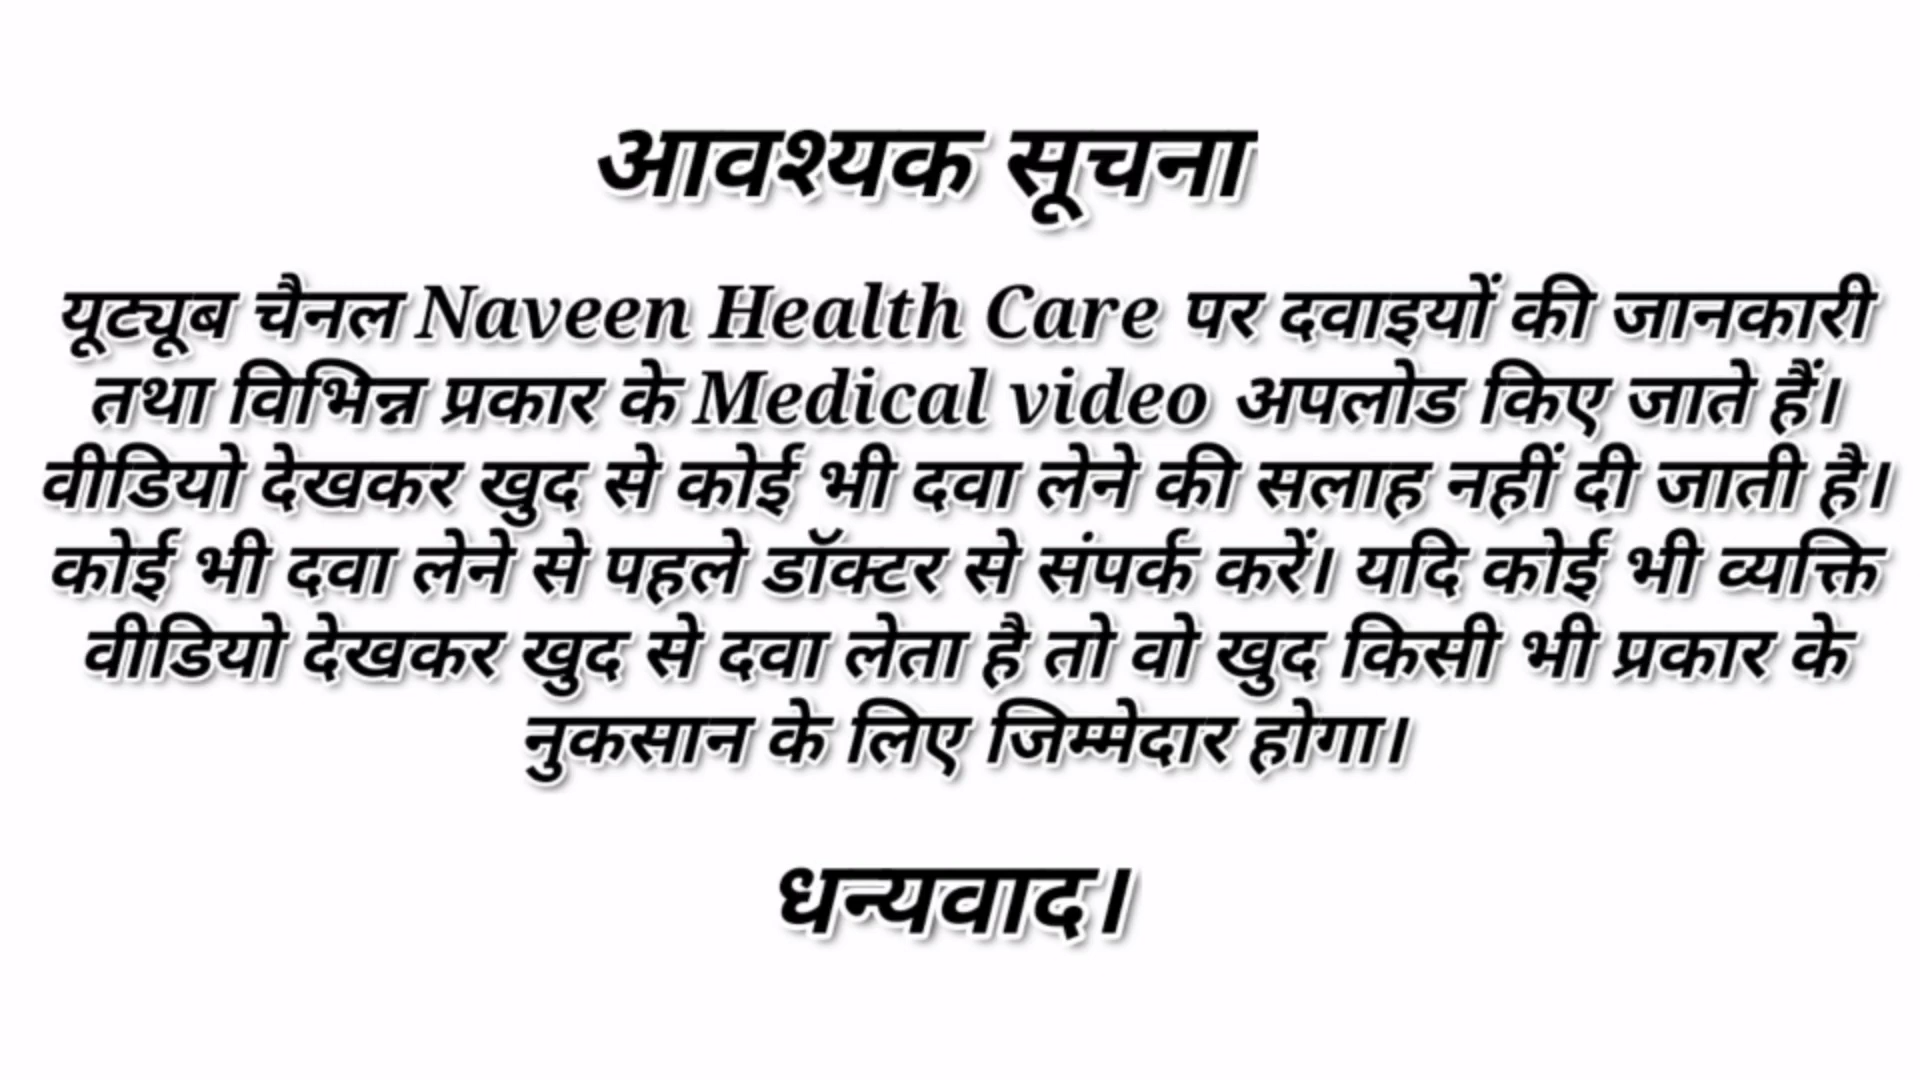 आवश्यक सूचना
यूट्यूब चैनल Naveen Health Care पर दवाइयों की जानकारी
तथा विभिन्न प्रकार के Medical video अपलोड किए जाते हैं।
वीडियो देखकर खुद से कोई भी दवा लेने की सलाह नहीं दी जाती है।
कोई भी दवा लेने से पहले डॉक्टर से संपर्क करें। यदि कोई भी व्यक्ति
वीडियो देखकर खुद से दवा लेता है तो वो खुद किसी भी प्रकार के
नुकसान के लिए जिम्मेदार होगा।
धन्यवाद।